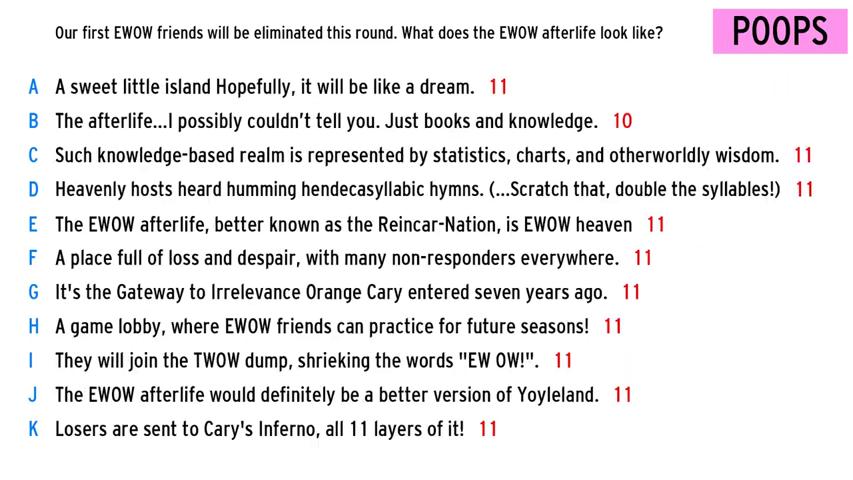 Our first EWOW friends will be eliminated this round. What does the EWOW afterlife look like?
POOPS
A A sweet little island Hopefully, it will be like a dream. 11
B The afterlife...I possibly couldn't tell you. Just books and knowledge. 10
C Such knowledge-based realm is represented by statistics, charts, and otherworldly wisdom. 11
D Heavenly hosts heard humming hendecasyllabic hymns. (...Scratch that, double the syllables!) 11
E The EWOW afterlife, better known as the Reincar-Nation, is EWOW heaven 11
F A place full of loss and despair, with many non-responders everywhere. 11
G It's the Gateway to Irrelevance Orange Cary entered seven years ago. 11
H A game lobby, where EWOW friends can practice for future seasons! 11
I They will join the TWOW dump, shrieking the words "EW OW!". 11
J The EWOW afterlife would definitely be a better version of Yoyleland. 11
K Losers are sent to Cary's Inferno, all 11 layers of it! 11